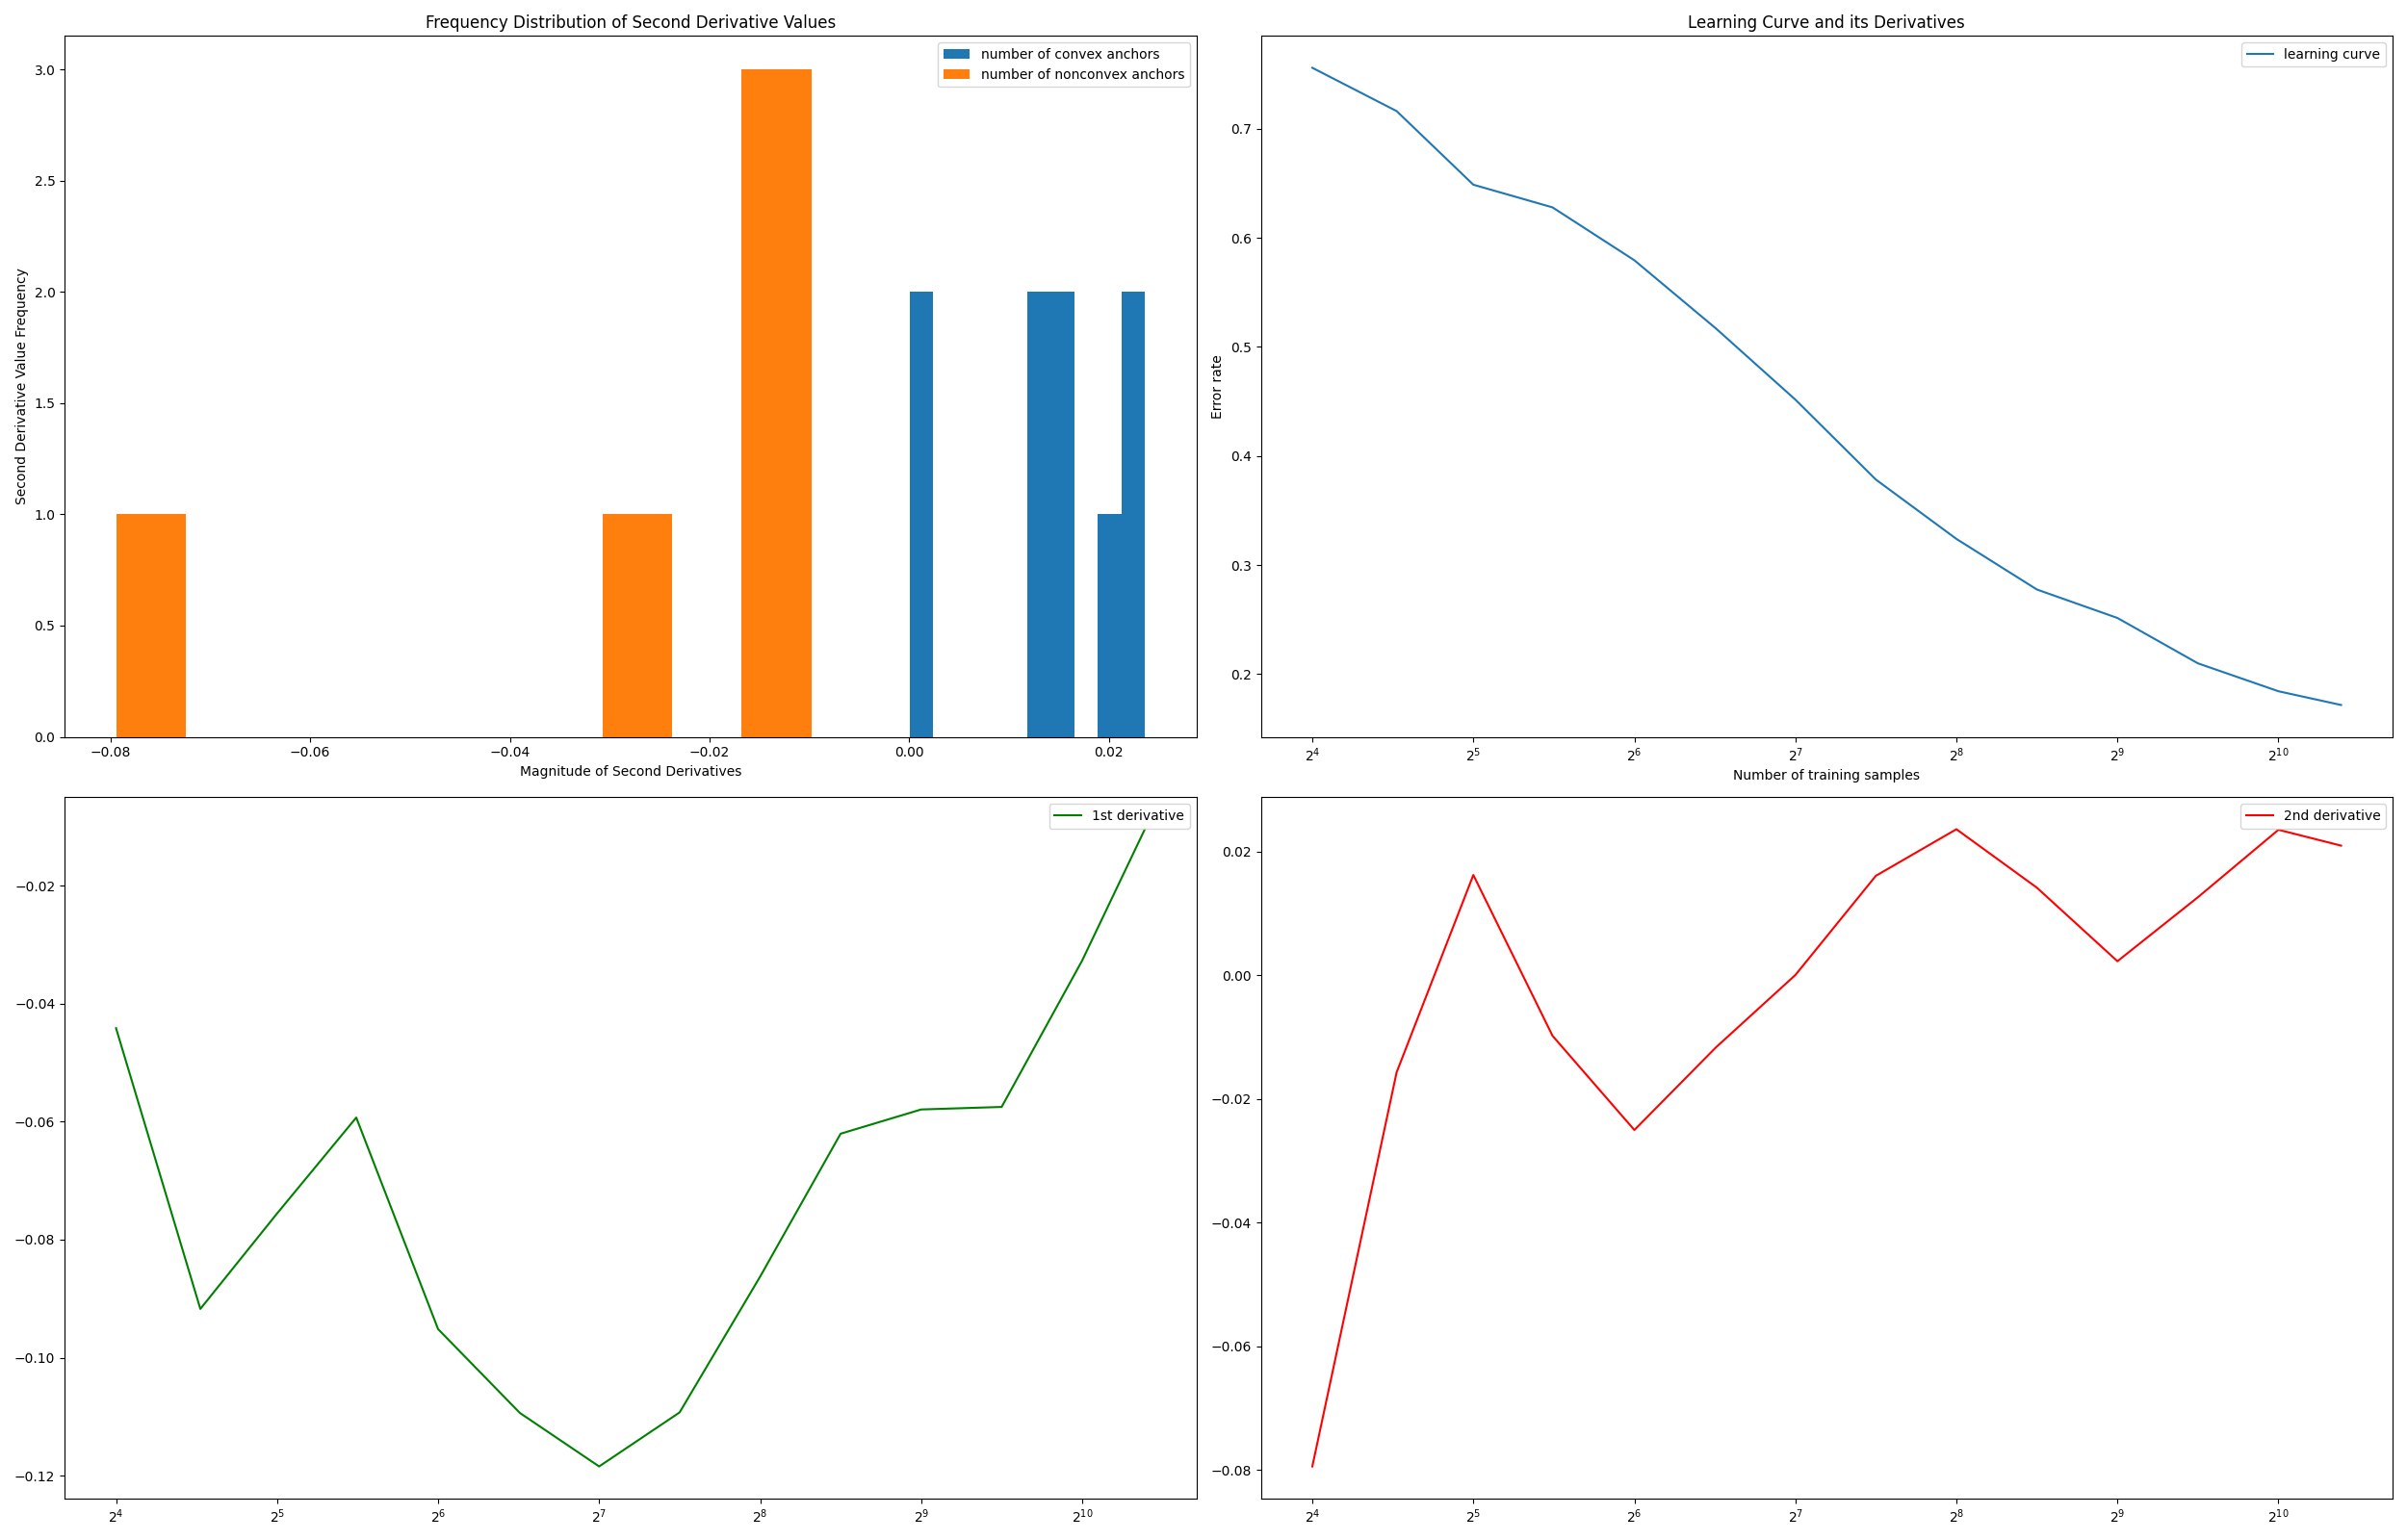 Frequency Distribution of Second Derivative Values
number of convex anchors
number of nonconvex anchors
Second Derivative Value Frequency
3.0
2.5
2.0
1.5
1.0
0.5
0.0
−0.08 −0.06 −0.04 −0.02 0.00 0.02
Magnitude of Second Derivatives
Learning Curve and its Derivatives
learning curve
Error rate
0.7
0.6
0.5
0.4
0.3
0.2
2^4 2^5 2^6 2^7 2^8 2^9 2^10
Number of training samples
1st derivative
−0.02
−0.04
−0.06
−0.08
−0.10
−0.12
2^4 2^5 2^6 2^7 2^8 2^9 2^10
2nd derivative
0.02
0.00
−0.02
−0.04
−0.06
−0.08
2^4 2^5 2^6 2^7 2^8 2^9 2^10